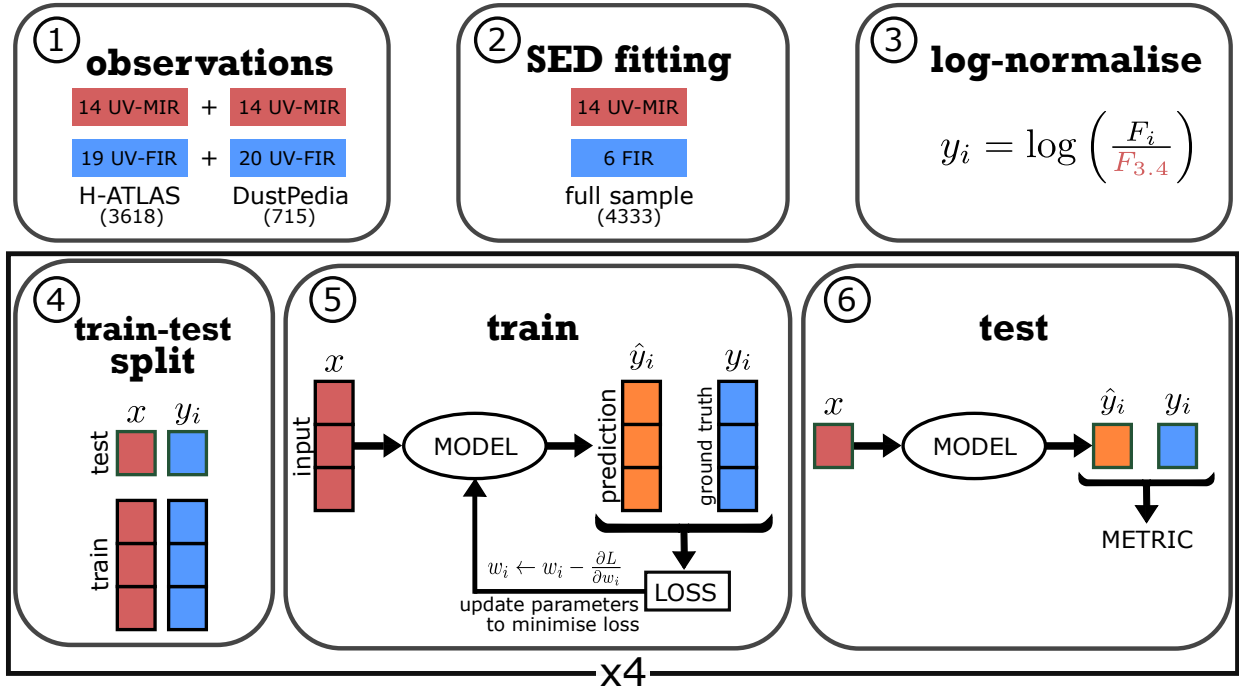 1
observations
14 UV-MIR + 14 UV-MIR
19 UV-FIR + 20 UV-FIR
H-ATLAS DustPedia
(3618) (715)
2
SED fitting
14 UV-MIR
6 FIR
full sample
(4333)
3
log-normalise
y_i = log ( F_i / F_{3.4} )
4
train-test
split
x y_i
test
train
5
train
x ŷ_i y_i
input
MODEL
prediction
ground truth
w_i ← w_i − ∂L/∂w_i
LOSS
update parameters
to minimise loss
6
test
x ŷ_i y_i
MODEL
METRIC
x4